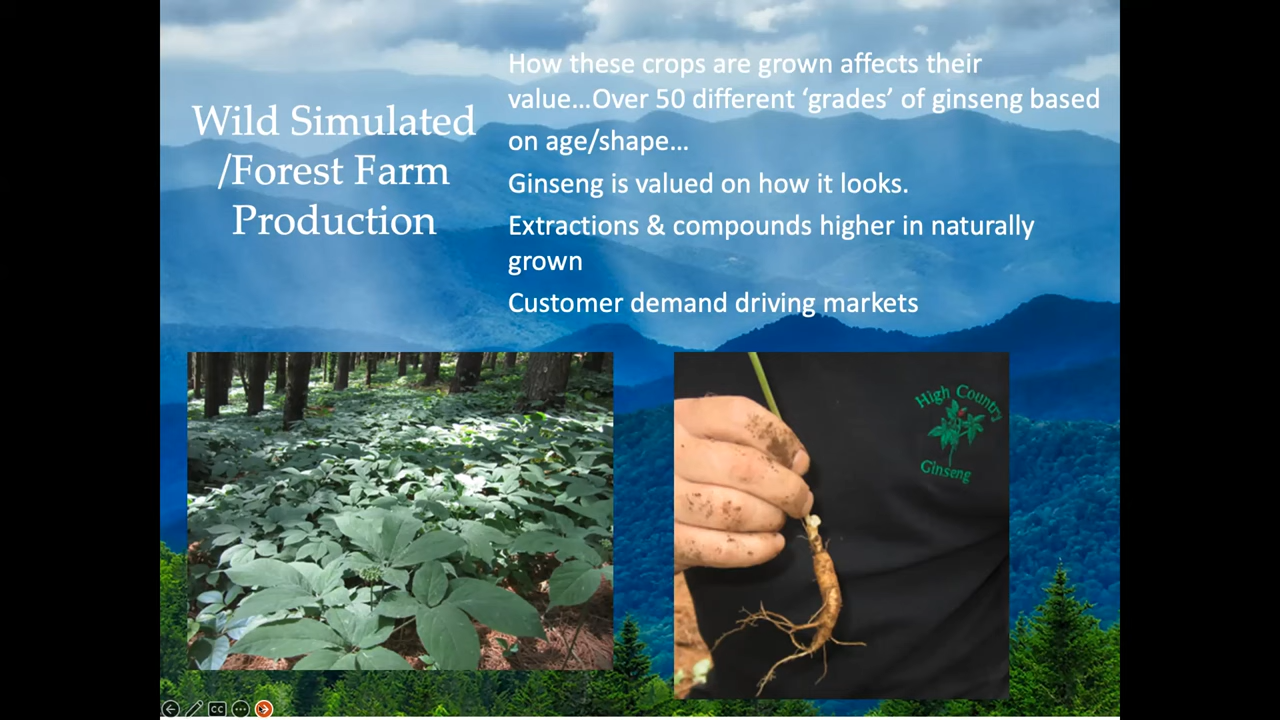 Wild Simulated
/Forest Farm
Production
How these crops are grown affects their
value…Over 50 different ‘grades’ of ginseng based
on age/shape…
Ginseng is valued on how it looks.
Extractions & compounds higher in naturally
grown
Customer demand driving markets
High Country
Ginseng
CC